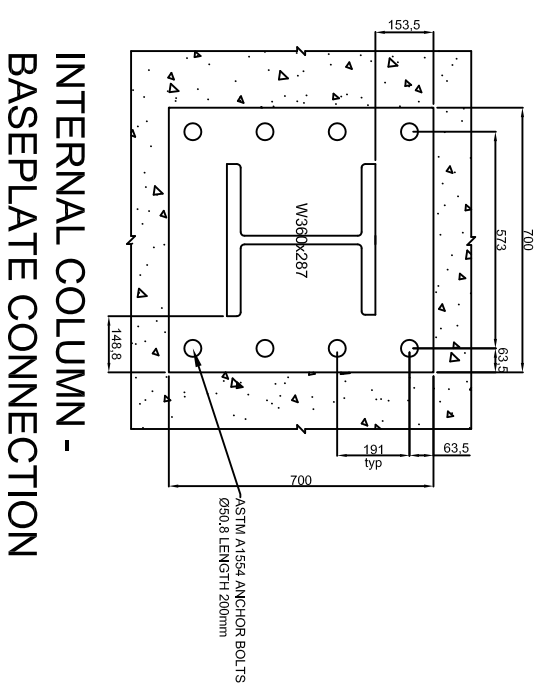 153,5
700
573
63,5
W360x287
148,8
191
typ
63,5
700
ASTM A1554 ANCHOR BOLTS
Ø50.8 LENGTH 200mm
INTERNAL COLUMN -
BASEPLATE CONNECTION